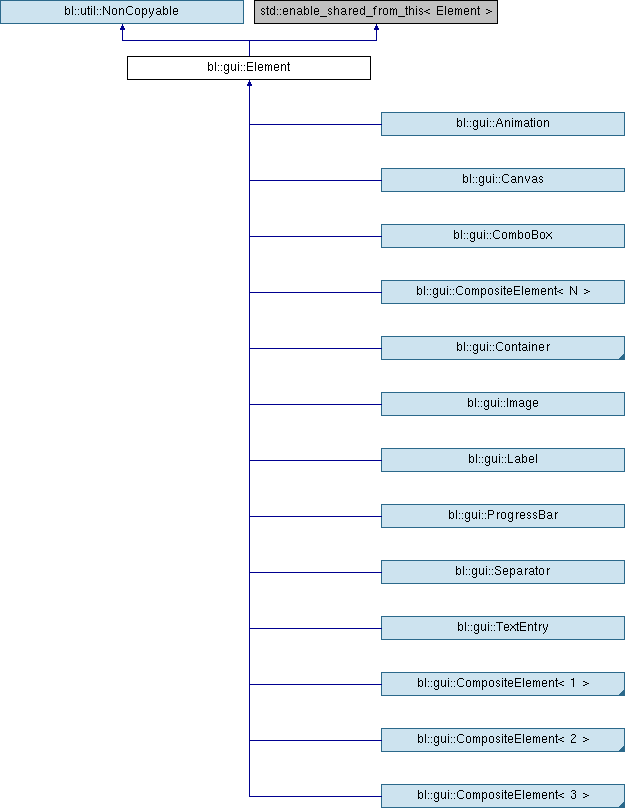 bl::util::NonCopyable
std::enable_shared_from_this< Element >
bl::gui::Element
bl::gui::Animation
bl::gui::Canvas
bl::gui::ComboBox
bl::gui::CompositeElement< N >
bl::gui::Container
bl::gui::Image
bl::gui::Label
bl::gui::ProgressBar
bl::gui::Separator
bl::gui::TextEntry
bl::gui::CompositeElement< 1 >
bl::gui::CompositeElement< 2 >
bl::gui::CompositeElement< 3 >